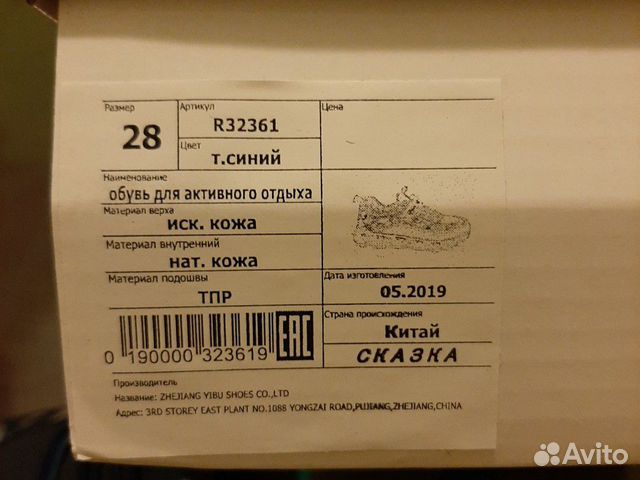 Размер
28
Артикул
R32361
Цвет
т.синий
Цена
Наименование
обувь для активного отдыха
Материал верха
иск. кожа
Материал внутренний
нат. кожа
Материал подошвы
ТПР
Дата изготовления
05.2019
Страна происхождения
Китай
СКАЗКА
0 190000 323619
EAC
Производитель
Название: ZHEJIANG YIBU SHOES CO.,LTD
Адрес: 3RD STOREY EAST PLANT NO.1088 YONGZAI ROAD,PUJIANG,ZHEJIANG,CHINA
Avito